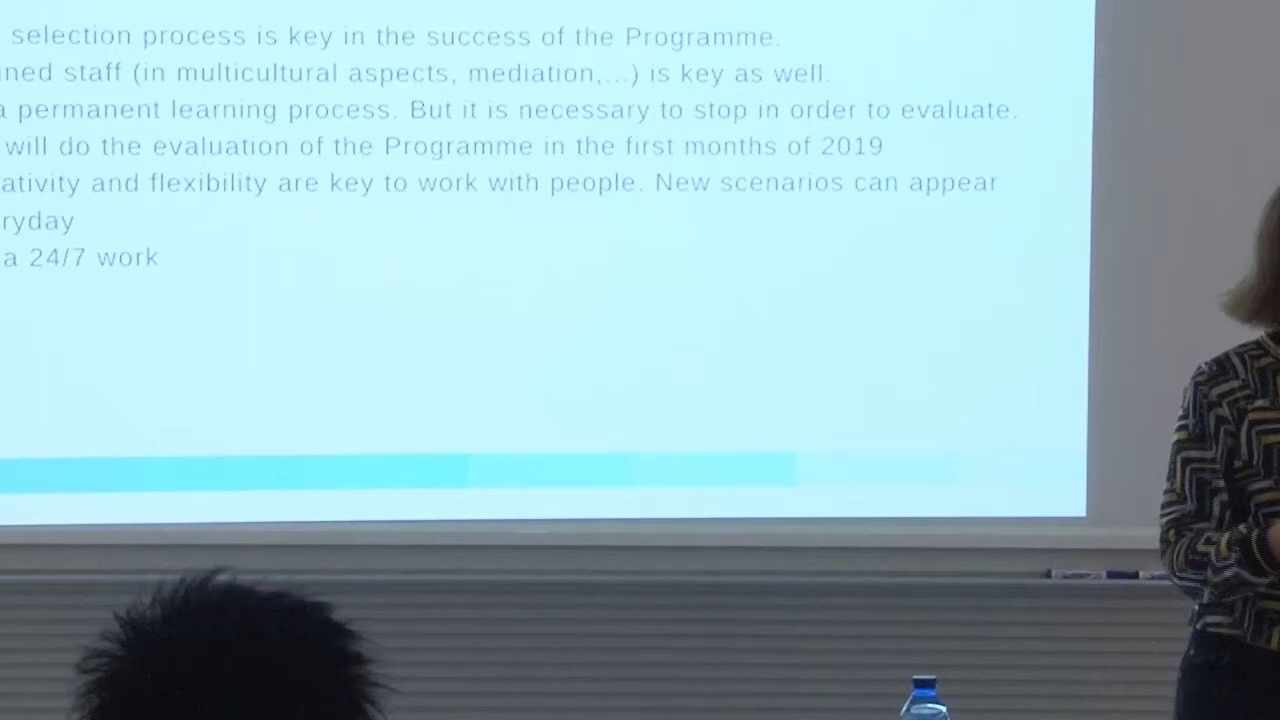 selection process is key in the success of the Programme.
ned staff (in multicultural aspects, mediation,...) is key as well.
a permanent learning process. But it is necessary to stop in order to evaluate.
will do the evaluation of the Programme in the first months of 2019
ativity and flexibility are key to work with people. New scenarios can appear
ryday
a 24/7 work